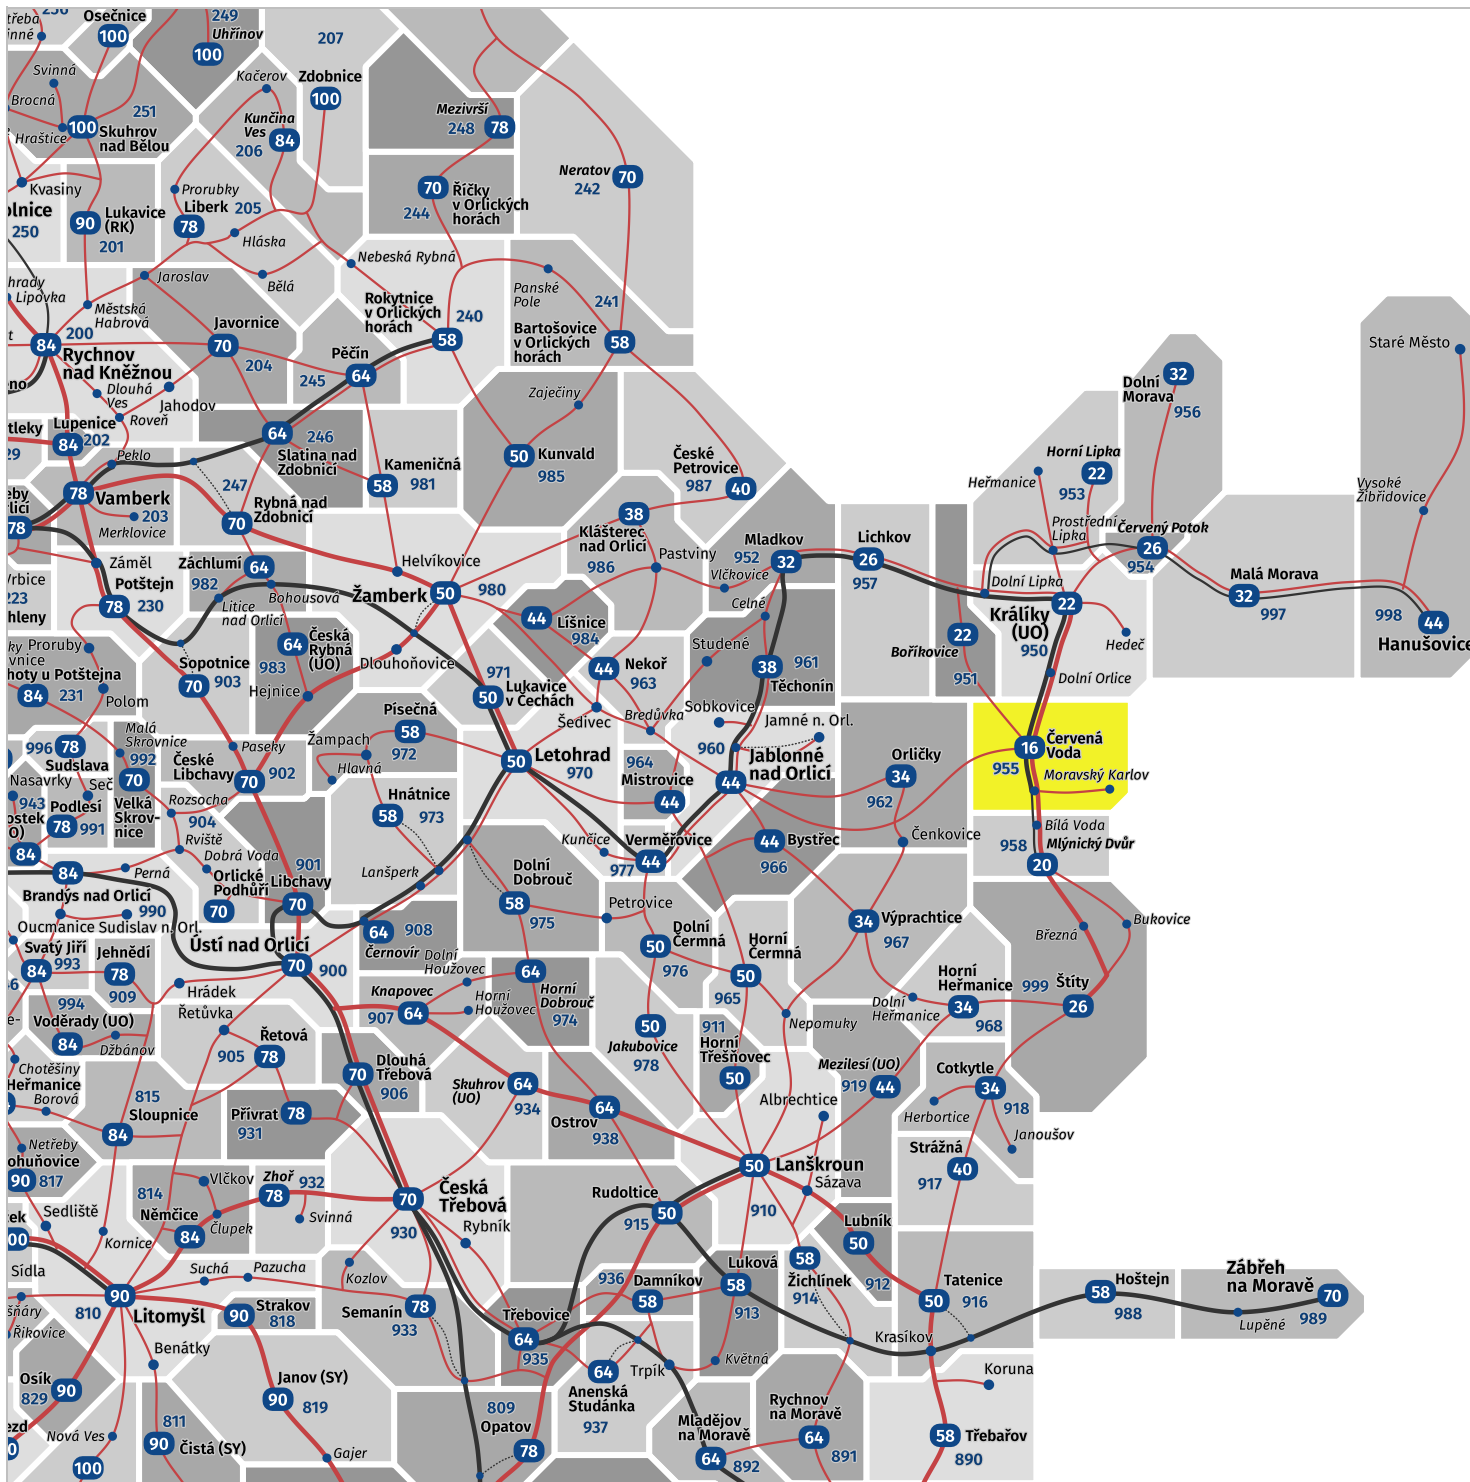 Osečnice
100
249
Uhřínov
100
207
Svinná
Brocná
Hraštice
251
100
Skuhrov
nad Bělou
Kačerov
Zdobnice
100
Kunčina
Ves
84
206
Mezivrší
248
78
Neratov
242
70
Kvasiny
250
90
Lukavice
(RK)
201
Prorubky
Liberk
205
78
Hláska
70
Říčky
v Orlických
horách
244
Nebeská Rybná
Jaroslav
Bělá
Lipovka
Městská
Habrová
Panské
Pole
241
Rokytnice
v Orlických
horách
240
58
Bartošovice
v Orlických
horách
58
200
84
Rychnov
nad Kněžnou
Javornice
70
204
Pěčín
245
64
Dlouhá
Ves
Jahodov
Roveň
Zaječiny
Lupenice
84
202
Peklo
64
246
Slatina nad
Zdobnicí
Kameničná
58
981
50
Kunvald
985
České
Petrovice
987
40
78
Vamberk
203
Merklovice
247
Rybná nad
Zdobnicí
70
78
38
Klášterec
nad Orlicí
986
Pastviny
Mladkov
952
32
Vlčkovice
Celné
Lichkov
26
957
Staré Město
Vysoké
Žibřidovice
Dolní
Morava
32
956
Horní Lipka
22
953
Heřmanice
Prostřední
Lipka
Červený Potok
26
954
Dolní Lipka
Malá Morava
32
997
998
44
Hanušovice
Králíky
(UO)
22
950
Hedeč
Dolní Orlice
22
Boříkovice
951
Záměl
Potštejn
78
230
Záchlumí
64
982
Litice
nad Orlicí
Bohousová
Helvíkovice
Žamberk
50
980
Dlouhoňovice
44
Líšnice
984
Studené
44
Nekoř
963
38
961
Těchonín
64
Česká
Rybná
(UO)
983
Hejnice
Sopotnice
70
903
Proruby
Lhoty u Potštejna
84
231
Polom
971
50
Lukavice
v Čechách
Šedivec
Bredůvka
Sobkovice
Jamné n. Orl.
960
Jablonné
nad Orlicí
44
Písečná
58
972
Žampach
Hlavná
50
Letohrad
970
964
Mistrovice
44
Orličky
34
962
Čenkovice
16
Červená
Voda
955
Moravský Karlov
Bílá Voda
958
Mlýnický Dvůr
20
996
78
Sudslava
Malá
Skrovnice
992
70
Velká
Skrov-
nice
České
Libchavy
Paseky
70
902
Nasavrky
Seč
943
Podlesí
78
991
84
Rozsocha
904
Rviště
Dobrá Voda
Hnátnice
58
973
Kunčice
Verměřovice
977
44
44
Bystřec
966
901
Orlické
Podhůří
70
Libchavy
70
Lanšperk
84
Perná
Brandýs nad Orlicí
990
Oucmanice
Sudislav n. Orl.
Dolní
Dobrouč
58
975
Petrovice
50
Dolní
Čermná
976
Horní
Čermná
50
965
34
Výprachtice
967
Březná
Bukovice
Svatý Jiří
84
993
Jehnědí
78
909
Ústí nad Orlicí
70
900
64
908
Černovír
Dolní
Houžovec
Horní
Houžovec
Knapovec
907
64
64
Horní
Dobrouč
974
Hrádek
Řetůvka
994
Voděrady (UO)
84
Džbánov
50
Jakubovice
978
911
Horní
Třešňovec
50
Nepomuky
Dolní
Heřmanice
Horní
Heřmanice
34
968
999
Štíty
26
905
Řetová
78
Dlouhá
Třebová
70
906
Chotěšiny
Heřmanice
Borová
815
Sloupnice
84
Přívrat
78
931
Skuhrov
(UO)
64
934
64
Ostrov
938
Mezilesí (UO)
919
44
Albrechtice
Cotkytle
34
918
Herbortice
Janoušov
Strážná
40
917
Netřeby
90
817
Sedliště
Kornice
814
Vlčkov
Zhoř
932
78
Svinná
Němčice
84
Člupek
Česká
Třebová
70
930
Rybník
50
Lanškroun
910
Sázava
Rudoltice
915
50
Lubník
50
912
Sídla
90
Litomyšl
810
Suchá
Pazucha
Kozlov
90
Strakov
818
Semanín
78
933
Třebovice
64
935
936
Damníkov
58
Luková
58
913
58
Žichlínek
914
Tatenice
50
916
Krasíkov
58
Hoštejn
988
Zábřeh
na Moravě
70
Lupěné
989
Řikovice
Benátky
Osík
829
90
Nová Ves
100
811
90
Čistá (SY)
Janov (SY)
90
819
Gajer
809
Opatov
78
64
Anenská
Studánka
937
Trpík
Květná
Mladějov
na Moravě
64
892
Rychnov
na Moravě
64
891
Koruna
58
Třebařov
890